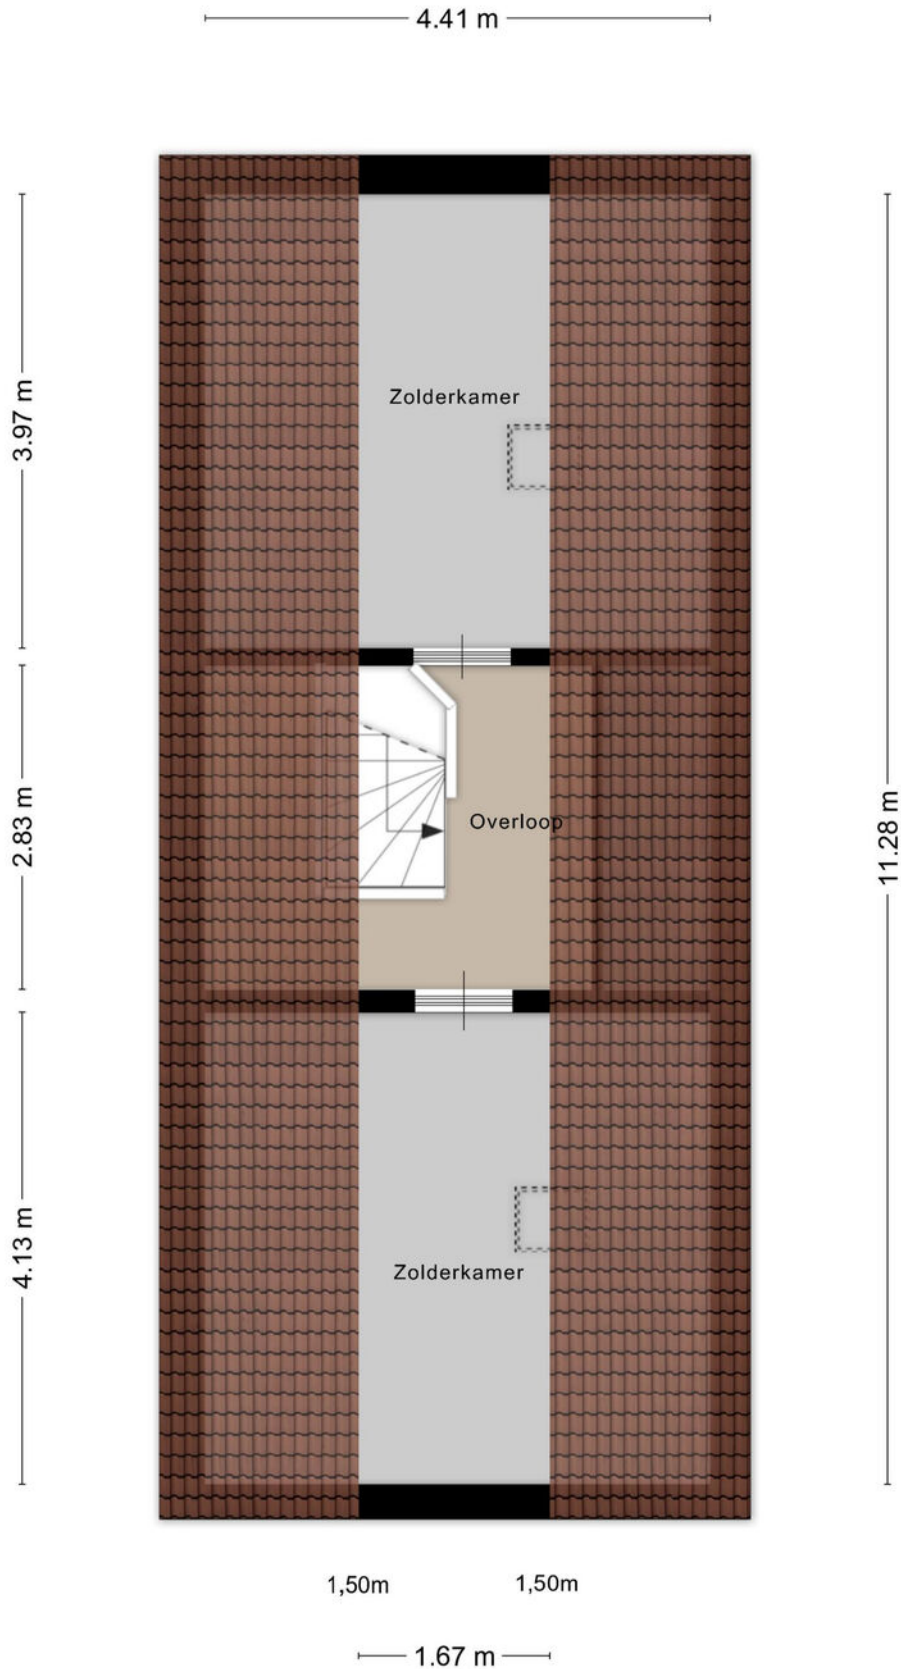 4.41 m
3.97 m
Zolderkamer
2.83 m
Overloop
11.28 m
4.13 m
Zolderkamer
1,50m
1,50m
1.67 m